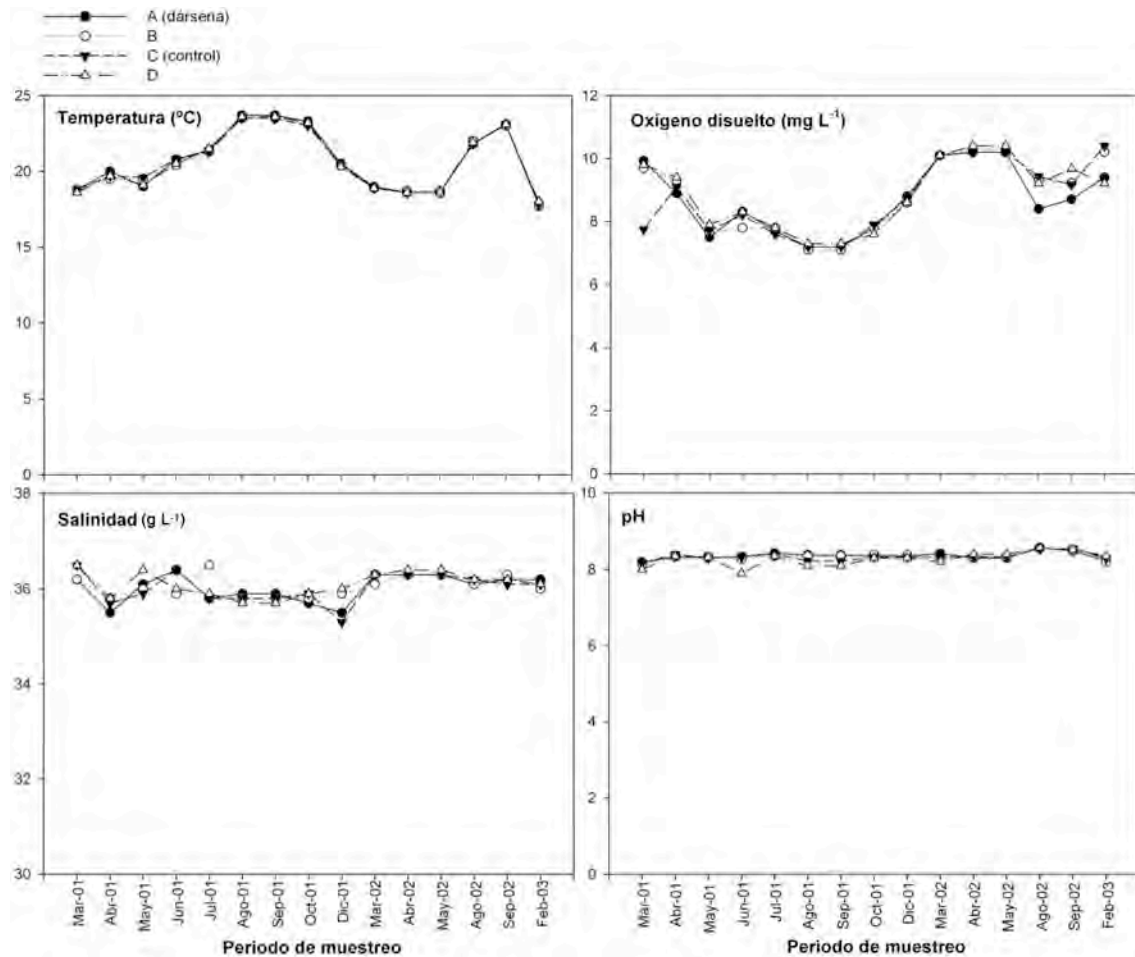 A (dársena)
B
C (control)
D
Temperatura (ºC)
25
20
15
10
5
0
Oxígeno disuelto (mg L⁻¹)
12
10
8
6
4
2
0
Salinidad (g L⁻¹)
38
36
34
32
30
Mar-01
Abr-01
May-01
Jun-01
Jul-01
Ago-01
Sep-01
Oct-01
Dic-01
Mar-02
Abr-02
May-02
Ago-02
Sep-02
Feb-03
Periodo de muestreo
pH
10
8
6
4
2
0
Mar-01
Abr-01
May-01
Jun-01
Jul-01
Ago-01
Sep-01
Oct-01
Dic-01
Mar-02
Abr-02
May-02
Ago-02
Sep-02
Feb-03
Periodo de muestreo